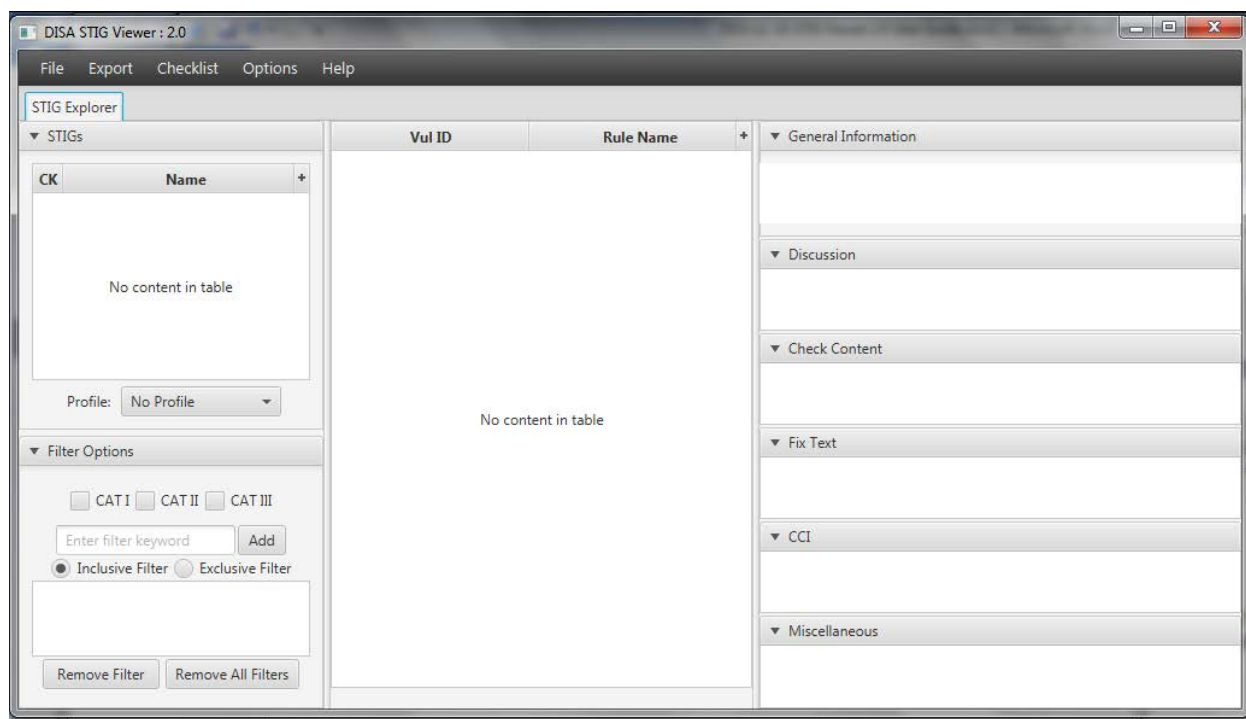 DISA STIG Viewer : 2.0
File Export Checklist Options Help
STIG Explorer
STIGs
CK Name +
No content in table
Profile: No Profile
Filter Options
CAT I CAT II CAT III
Enter filter keyword Add
Inclusive Filter Exclusive Filter
Remove Filter Remove All Filters
Vul ID Rule Name +
No content in table
General Information
Discussion
Check Content
Fix Text
CCI
Miscellaneous